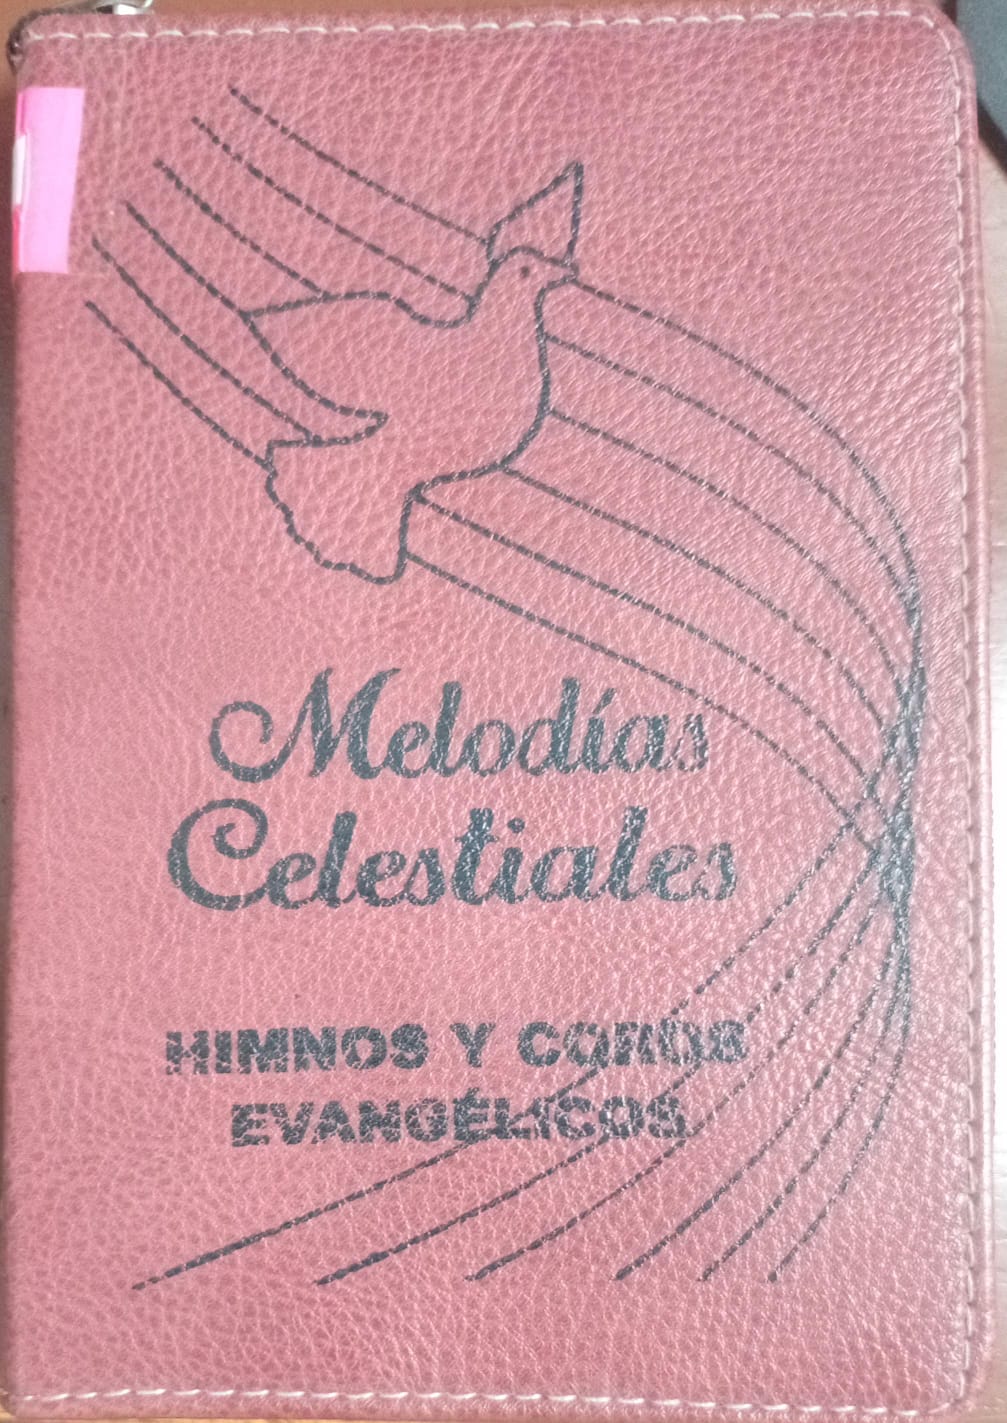 Melodías
Celestiales
HIMNOS Y COROS
EVANGÉLICOS